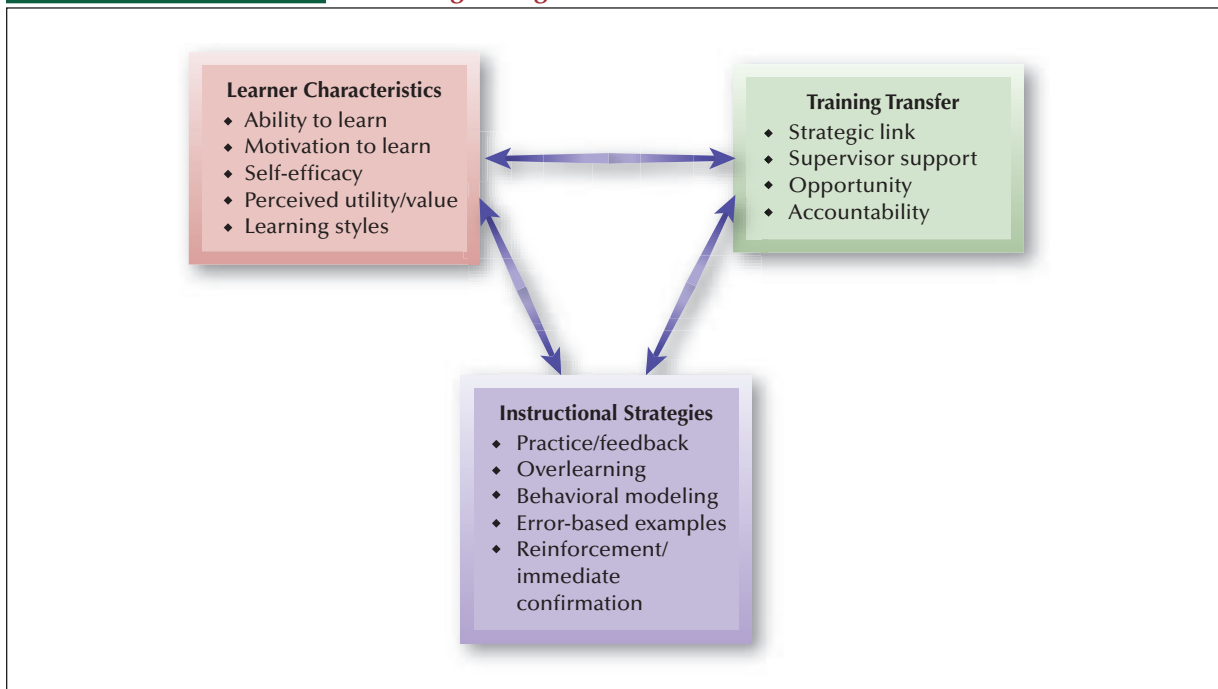 Learner Characteristics
◆ Ability to learn
◆ Motivation to learn
◆ Self-efficacy
◆ Perceived utility/value
◆ Learning styles
Training Transfer
◆ Strategic link
◆ Supervisor support
◆ Opportunity
◆ Accountability
Instructional Strategies
◆ Practice/feedback
◆ Overlearning
◆ Behavioral modeling
◆ Error-based examples
◆ Reinforcement/
immediate
confirmation